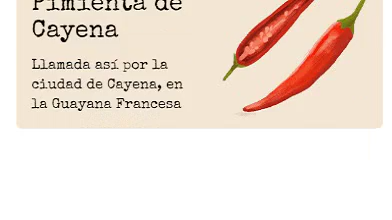 Pimienta de
Cayena
Llamada así por la
ciudad de Cayena, en
la Guayana Francesa